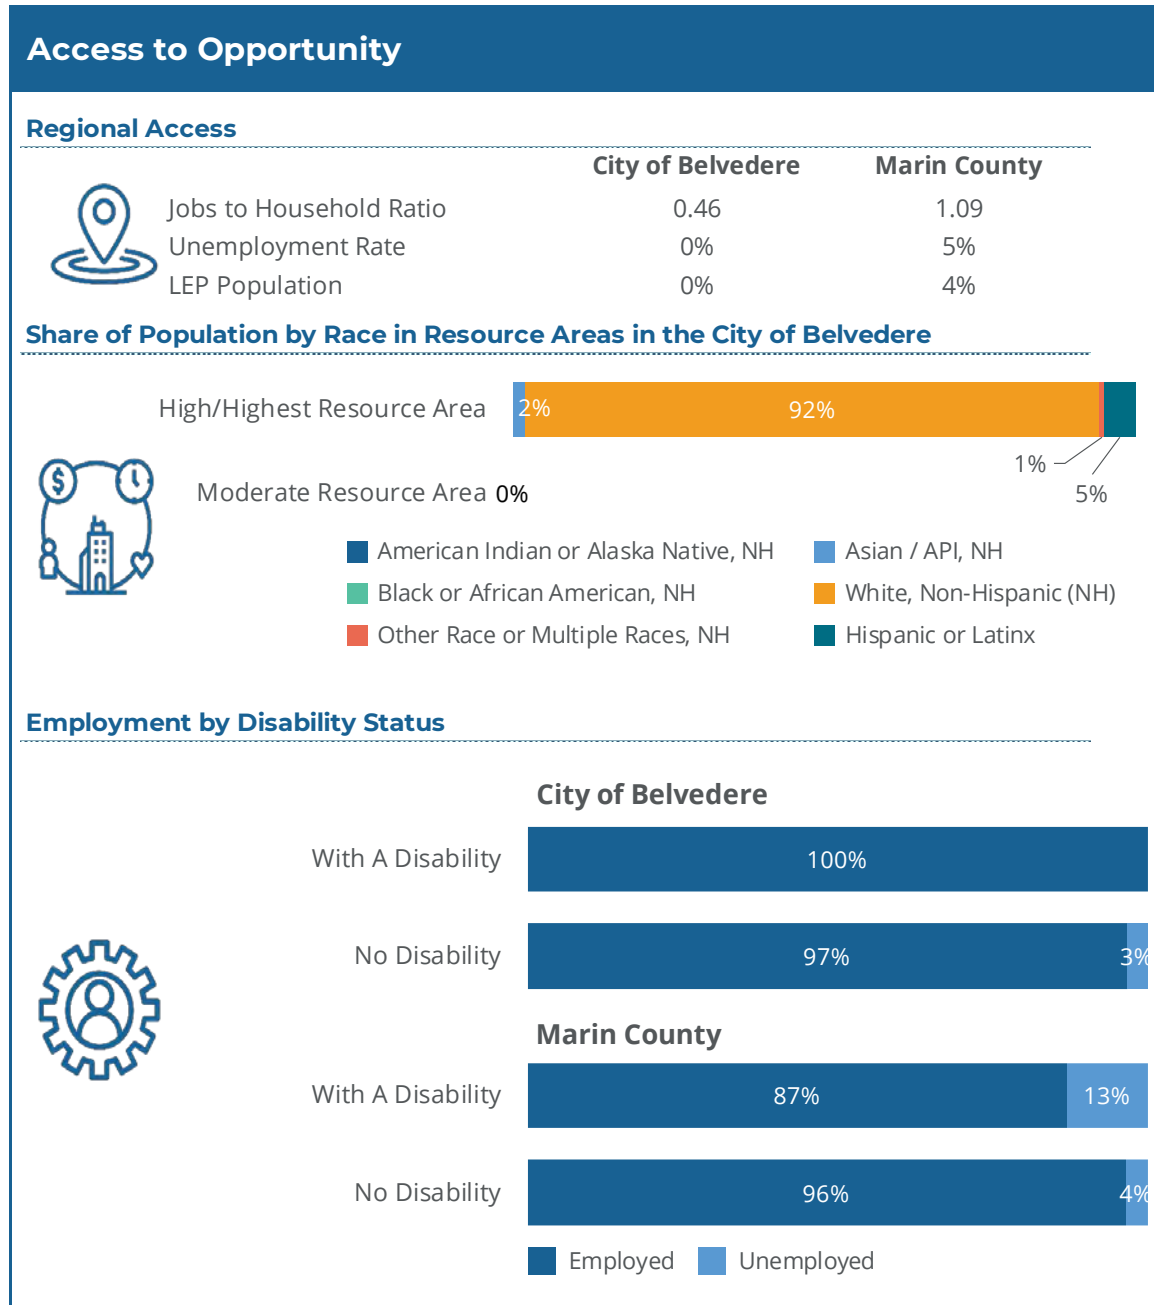 Access to Opportunity
Regional Access
City of Belvedere Marin County
Jobs to Household Ratio 0.46 1.09
Unemployment Rate 0% 5%
LEP Population 0% 4%
Share of Population by Race in Resource Areas in the City of Belvedere
High/Highest Resource Area 2% 92%
1%
Moderate Resource Area 0% 5%
$
American Indian or Alaska Native, NH Asian / API, NH
Black or African American, NH White, Non-Hispanic (NH)
Other Race or Multiple Races, NH Hispanic or Latinx
Employment by Disability Status
City of Belvedere
With A Disability 100%
No Disability 97% 3%
Marin County
With A Disability 87% 13%
No Disability 96% 4%
Employed Unemployed